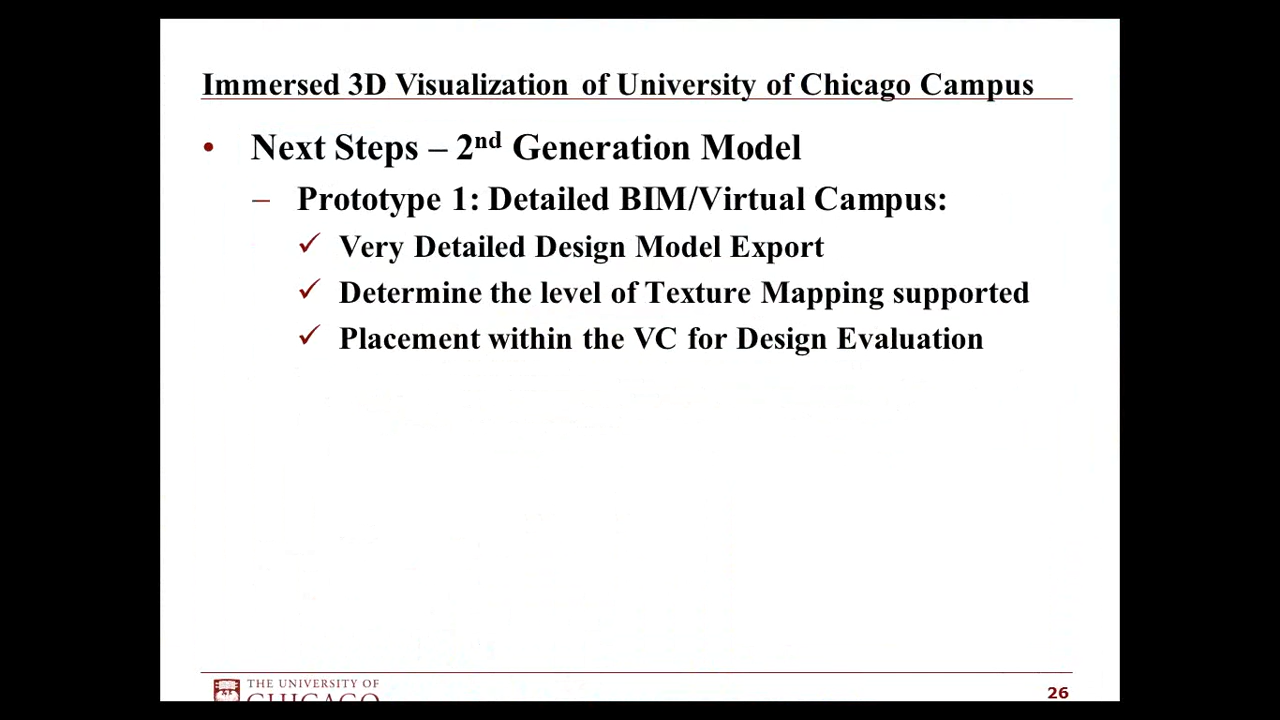 Immersed 3D Visualization of University of Chicago Campus
• Next Steps – 2nd Generation Model
– Prototype 1: Detailed BIM/Virtual Campus:
✓ Very Detailed Design Model Export
✓ Determine the level of Texture Mapping supported
✓ Placement within the VC for Design Evaluation
THE UNIVERSITY OF
CHICAGO
26